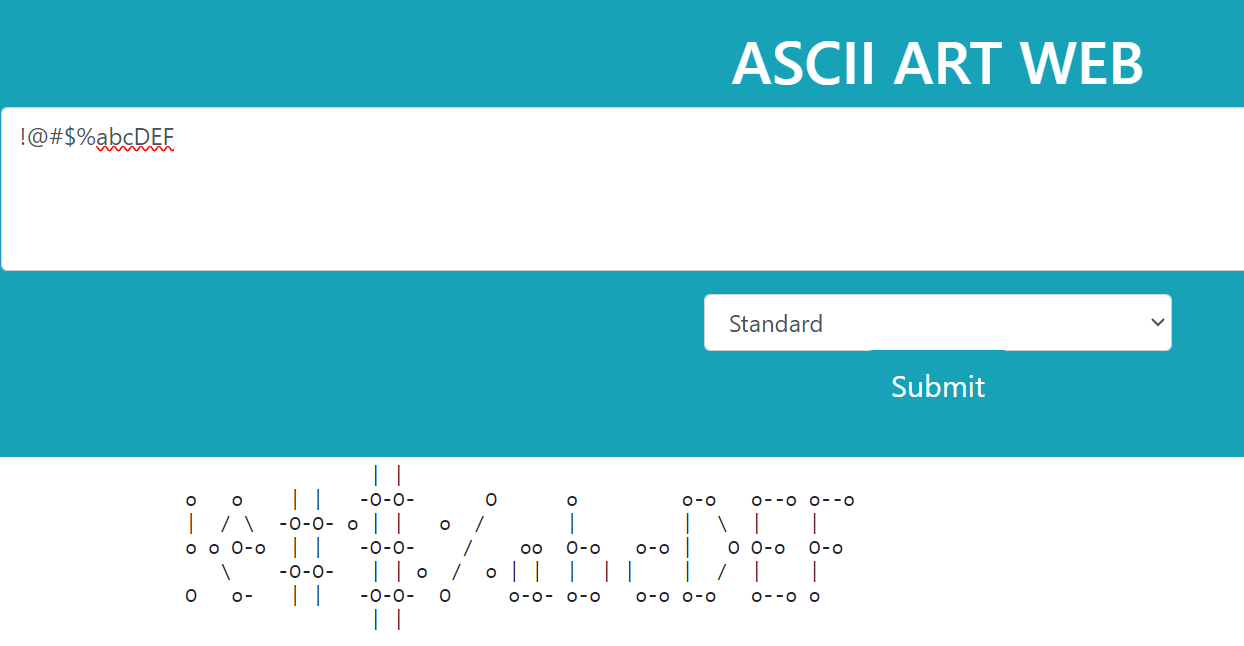 ASCII ART WEB
!@#$%abcDEF
Standard
Submit
                | |
o   o    | |   -O-O-      O      o         o-o   o--o o--o
|  / \  -O-O- o | |   o  /       |         |  \  |    |
o o O-o  | |   -O-O-    /    oo  O-o   o-o |   O O-o  O-o
   \    -O-O-   | | o  /  o | |  |  | |    |  /  |    |
O   o-   | |   -O-O-  O     o-o- o-o   o-o o-o   o--o o
                | |